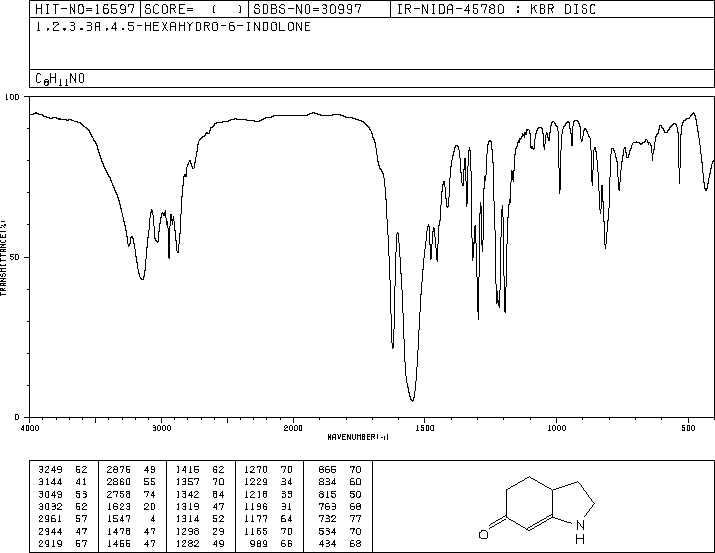 HIT-NO=16597 SCORE= ( ) SDBS-NO=30997 IR-NIDA-45780 : KBR DISC
1,2,3,3A,4,5-HEXAHYDRO-6-INDOLONE
C8H11NO
100
50
0
TRANSMITTANCE(%)
4000 3000 2000 1500 1000 500
WAVENUMBER(-1)
3249 52 2876 49 1416 62 1270 70 866 70
3144 41 2860 55 1357 70 1229 34 834 60
3049 53 2758 74 1342 64 1218 33 815 50
3032 52 1623 20 1319 47 1196 31 763 68
2961 57 1547 4 1314 52 1177 64 732 77
2944 47 1478 47 1298 29 1165 70 534 70
2919 57 1455 47 1282 49 989 66 434 68
O
N
H